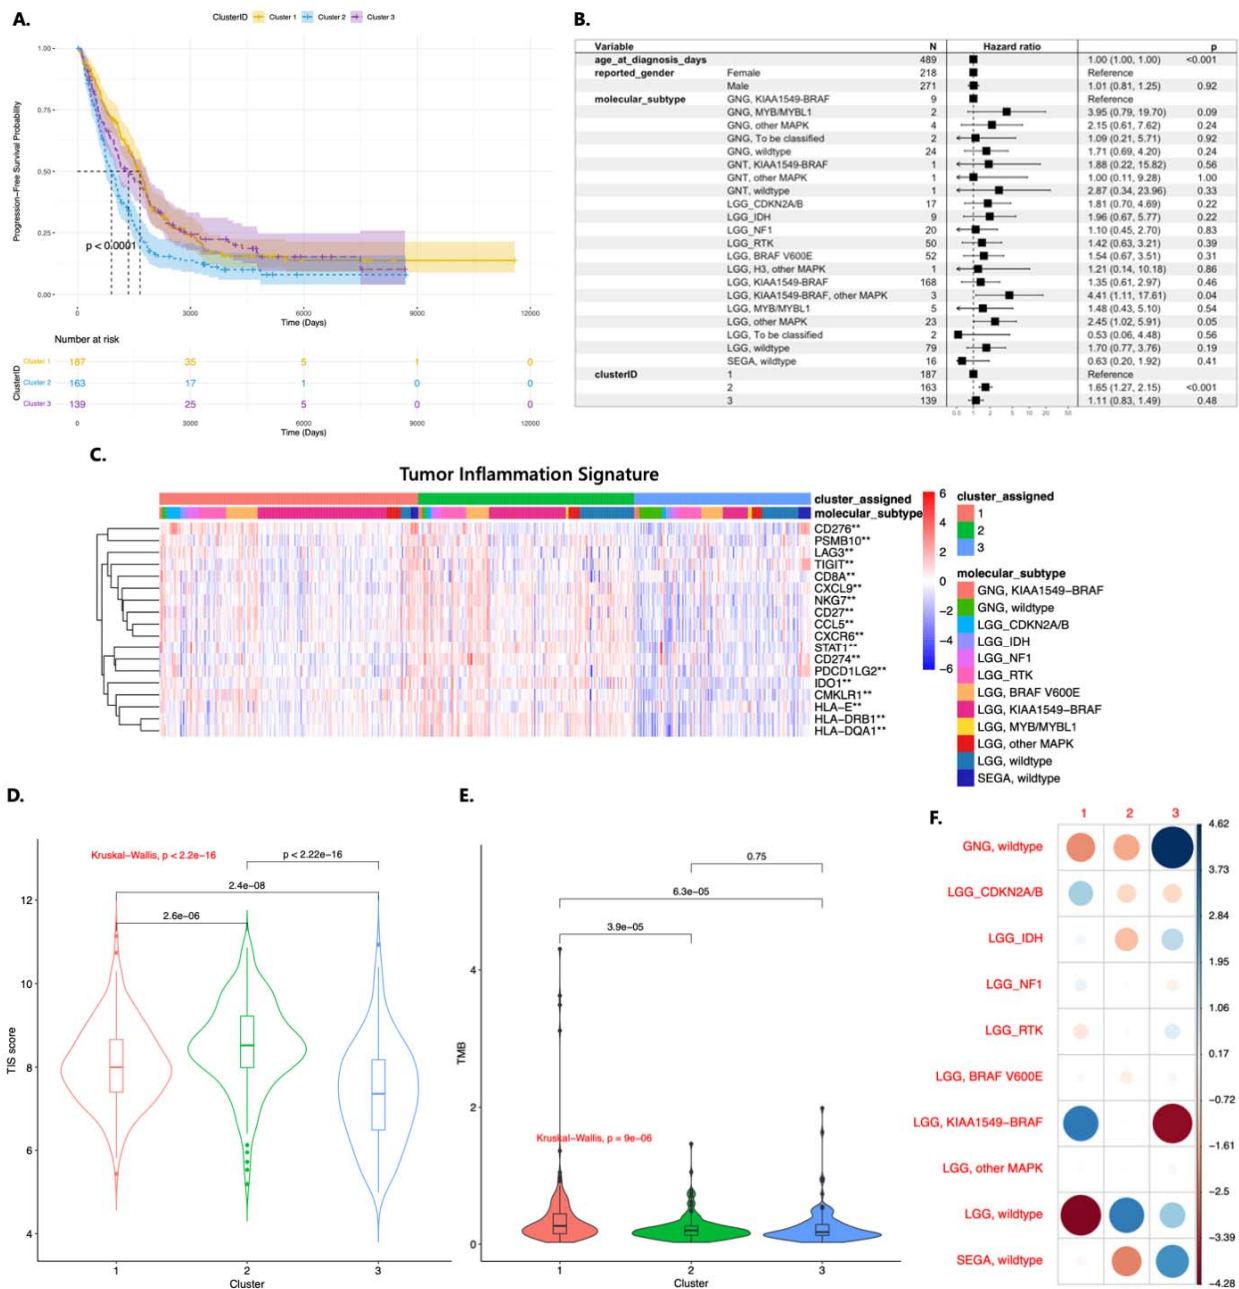 A.
ClusterID Cluster 1 Cluster 2 Cluster 3
Progression-Free Survival Probability
1.00
0.75
0.50
0.25
0.00
p < 0.0001
0 3000 6000 9000 12000
Time (Days)
Number at risk
ClusterID
Cluster 1 187 35 5 1 0
Cluster 2 163 17 1 0 0
Cluster 3 139 25 5 0 0
0 3000 6000 9000 12000
Time (Days)
B.
Variable N Hazard ratio p
age_at_diagnosis_days 489 1.00 (1.00, 1.00) <0.001
reported_gender Female 218 Reference
Male 271 1.01 (0.81, 1.25) 0.92
molecular_subtype GNG, KIAA1549-BRAF 9 Reference
GNG, MYB/MYBL1 2 3.95 (0.79, 19.70) 0.09
GNG, other MAPK 4 2.15 (0.61, 7.62) 0.24
GNG, To be classified 2 1.09 (0.21, 5.71) 0.92
GNG, wildtype 24 1.71 (0.69, 4.20) 0.24
GNT, KIAA1549-BRAF 1 1.88 (0.22, 15.82) 0.56
GNT, other MAPK 1 1.00 (0.11, 9.28) 1.00
GNT, wildtype 1 2.87 (0.34, 23.96) 0.33
LGG_CDKN2A/B 17 1.81 (0.70, 4.69) 0.22
LGG_IDH 9 1.96 (0.67, 5.77) 0.22
LGG_NF1 20 1.10 (0.45, 2.70) 0.83
LGG_RTK 50 1.42 (0.63, 3.21) 0.39
LGG, BRAF V600E 52 1.54 (0.67, 3.51) 0.31
LGG, H3, other MAPK 1 1.21 (0.14, 10.18) 0.86
LGG, KIAA1549-BRAF 168 1.35 (0.61, 2.97) 0.46
LGG, KIAA1549-BRAF, other MAPK 3 4.41 (1.11, 17.61) 0.04
LGG, MYB/MYBL1 5 1.48 (0.43, 5.10) 0.54
LGG, other MAPK 23 2.45 (1.02, 5.91) 0.05
LGG, To be classified 2 0.53 (0.06, 4.48) 0.56
LGG, wildtype 79 1.70 (0.77, 3.76) 0.19
SEGA, wildtype 16 0.63 (0.20, 1.92) 0.41
clusterID 1 187 Reference
2 163 1.65 (1.27, 2.15) <0.001
3 139 1.11 (0.83, 1.49) 0.48
0.5 1 2 5 10 20 50
C.
Tumor Inflammation Signature
cluster_assigned
molecular_subtype
CD276**
PSMB10**
LAG3**
TIGIT**
CD8A**
CXCL9**
NKG7**
CD27**
CCL5**
CXCR6**
STAT1**
CD274**
PDCD1LG2**
IDO1**
CMKLR1**
HLA-E**
HLA-DRB1**
HLA-DQA1**
6
4
2
0
−2
−4
−6
cluster_assigned
1
2
3
molecular_subtype
GNG, KIAA1549−BRAF
GNG, wildtype
LGG_CDKN2A/B
LGG_IDH
LGG_NF1
LGG_RTK
LGG, BRAF V600E
LGG, KIAA1549−BRAF
LGG, MYB/MYBL1
LGG, other MAPK
LGG, wildtype
SEGA, wildtype
D.
Kruskal−Wallis, p < 2.2e−16
p < 2.22e−16
2.4e−08
2.6e−06
TIS score
12
10
8
6
4
1 2 3
Cluster
E.
0.75
6.3e−05
3.9e−05
Kruskal−Wallis, p = 9e−06
TMB
4
2
0
1 2 3
Cluster
F.
1 2 3
GNG, wildtype
LGG_CDKN2A/B
LGG_IDH
LGG_NF1
LGG_RTK
LGG, BRAF V600E
LGG, KIAA1549−BRAF
LGG, other MAPK
LGG, wildtype
SEGA, wildtype
4.62
3.73
2.84
1.95
1.06
0.17
−0.72
−1.61
−2.5
−3.39
−4.28